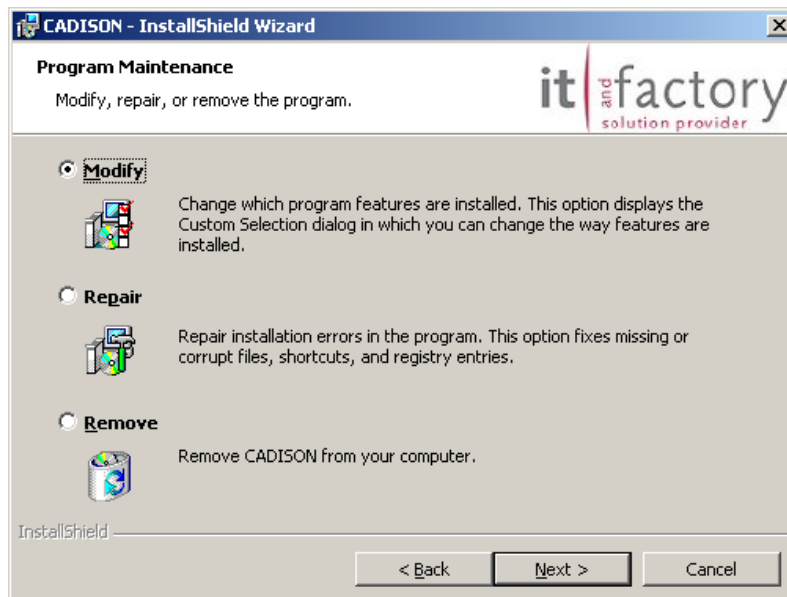 CADISON - InstallShield Wizard
Program Maintenance
Modify, repair, or remove the program.
it and factory
solution provider
Modify
Change which program features are installed. This option displays the
Custom Selection dialog in which you can change the way features are
installed.
Repair
Repair installation errors in the program. This option fixes missing or
corrupt files, shortcuts, and registry entries.
Remove
Remove CADISON from your computer.
InstallShield
< Back
Next >
Cancel